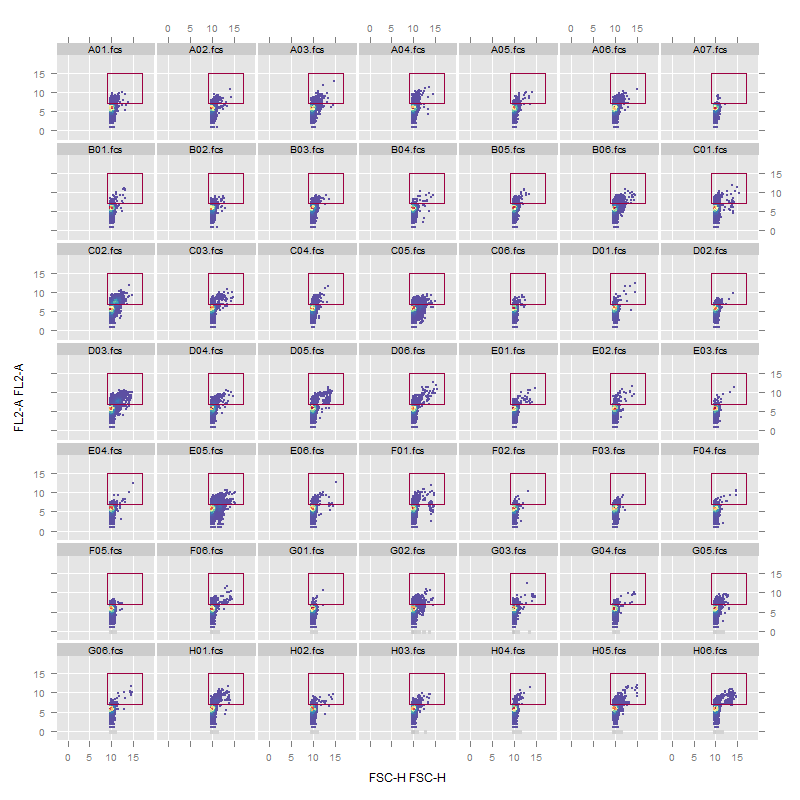 0 5 10 15 0 5 10 15 0 5 10 15
A01.fcs A02.fcs A03.fcs A04.fcs A05.fcs A06.fcs A07.fcs
15
10
5
0
B01.fcs B02.fcs B03.fcs B04.fcs B05.fcs B06.fcs C01.fcs
15
10
5
0
C02.fcs C03.fcs C04.fcs C05.fcs C06.fcs D01.fcs D02.fcs
15
10
5
0
D03.fcs D04.fcs D05.fcs D06.fcs E01.fcs E02.fcs E03.fcs
15
10
5
0
E04.fcs E05.fcs E06.fcs F01.fcs F02.fcs F03.fcs F04.fcs
15
10
5
0
F05.fcs F06.fcs G01.fcs G02.fcs G03.fcs G04.fcs G05.fcs
15
10
5
0
G06.fcs H01.fcs H02.fcs H03.fcs H04.fcs H05.fcs H06.fcs
15
10
5
0
0 5 10 15 0 5 10 15 0 5 10 15 0 5 10 15
FL2-A FL2-A
FSC-H FSC-H